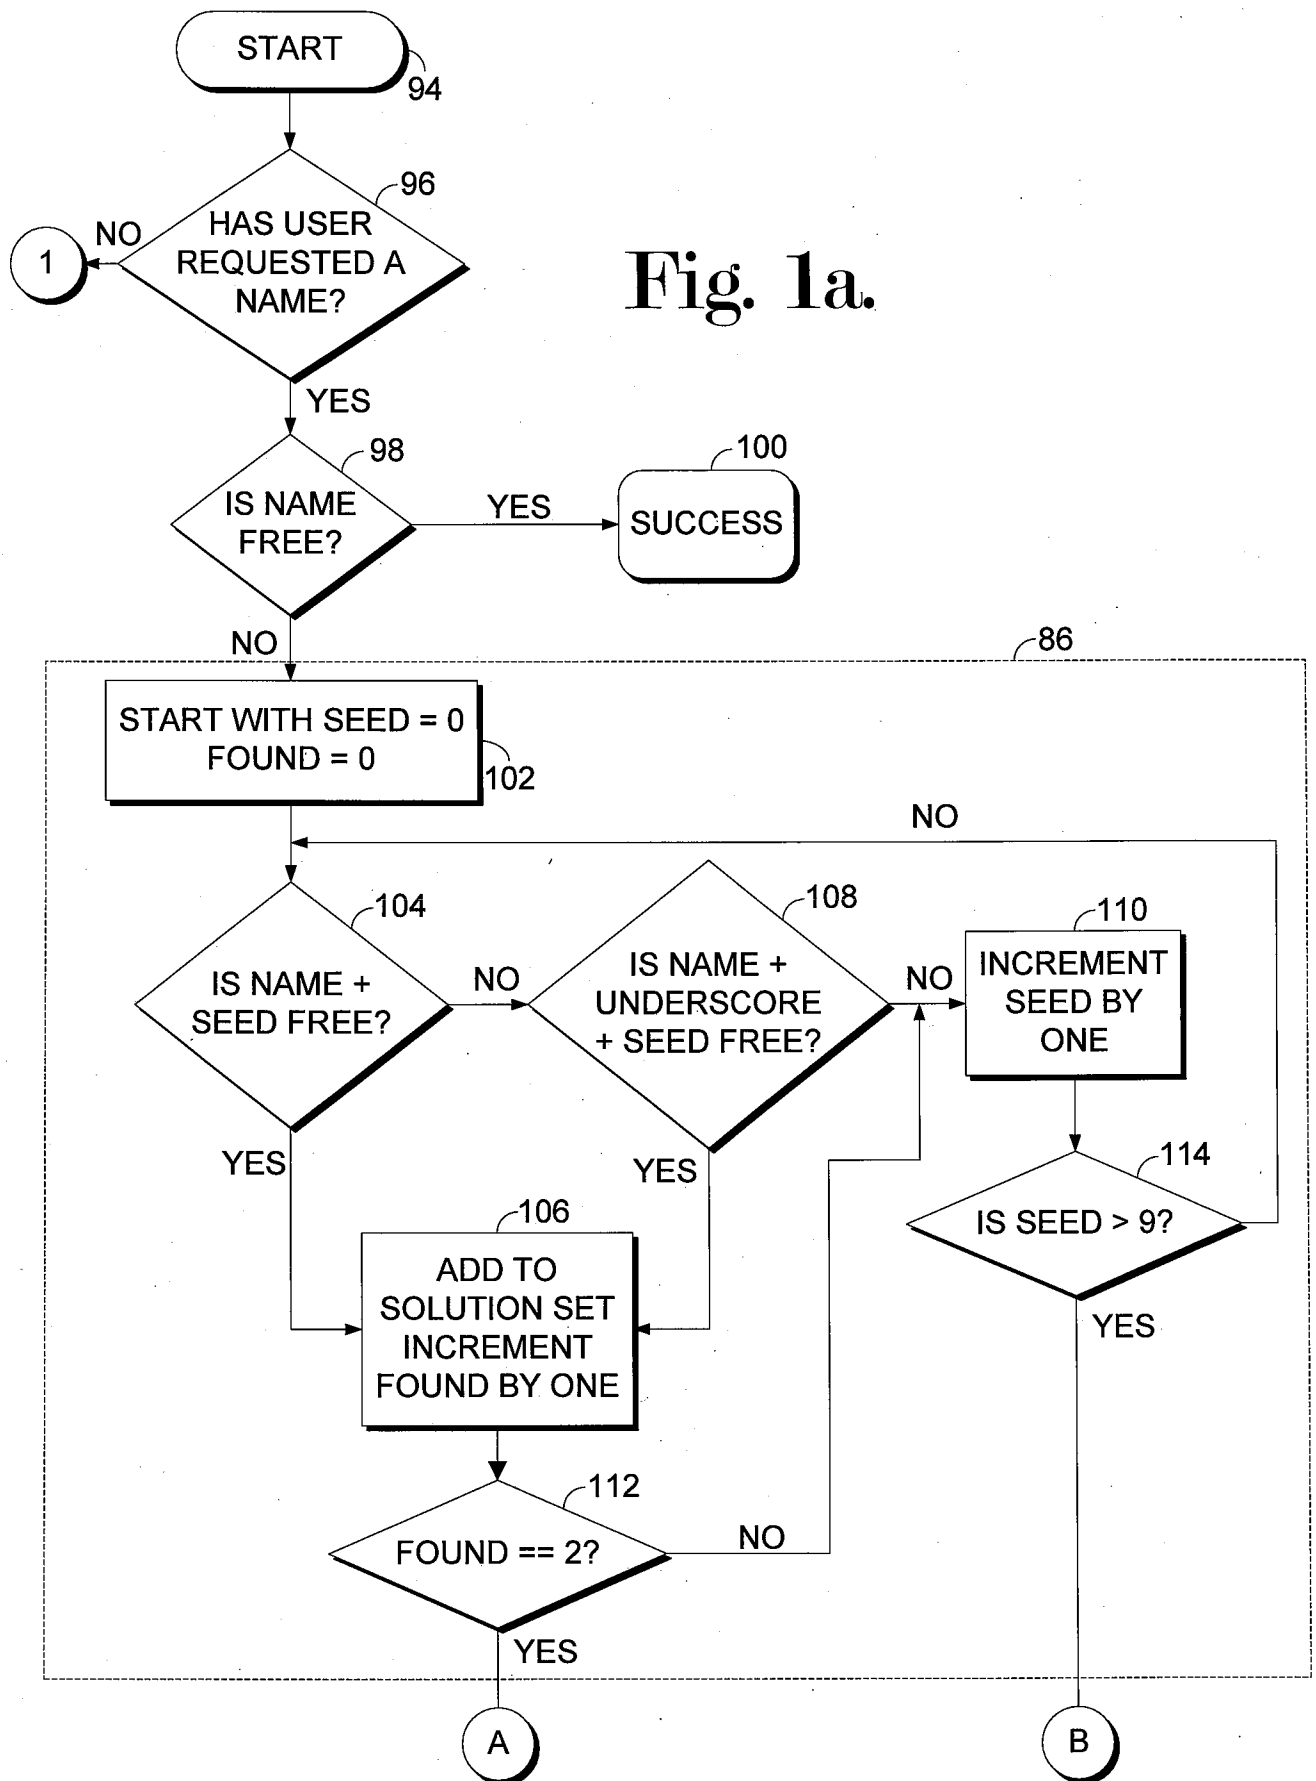 START
94
96
HAS USER
REQUESTED A
NAME?
NO
1
Fig. 1a.
YES
98
IS NAME
FREE?
YES
100
SUCCESS
NO
86
START WITH SEED = 0
FOUND = 0
102
NO
104
IS NAME +
SEED FREE?
NO
108
IS NAME +
UNDERSCORE
+ SEED FREE?
NO
110
INCREMENT
SEED BY
ONE
YES
YES
114
IS SEED > 9?
YES
106
ADD TO
SOLUTION SET
INCREMENT
FOUND BY ONE
112
FOUND == 2?
NO
YES
A
B